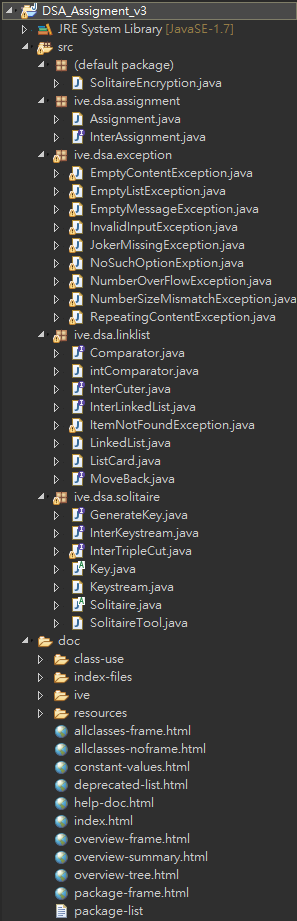 DSA_Assigment_v3
JRE System Library [JavaSE-1.7]
src
(default package)
SolitaireEncryption.java
ive.dsa.assignment
Assignment.java
InterAssignment.java
ive.dsa.exception
EmptyContentException.java
EmptyListException.java
EmptyMessageException.java
InvalidInputException.java
JokerMissingException.java
NoSuchOptionExption.java
NumberOverFlowException.java
NumberSizeMismatchException.java
RepeatingContentException.java
ive.dsa.linklist
Comparator.java
intComparator.java
InterCuter.java
InterLinkedList.java
ItemNotFoundException.java
LinkedList.java
ListCard.java
MoveBack.java
ive.dsa.solitaire
GenerateKey.java
InterKeystream.java
InterTripleCut.java
Key.java
Keystream.java
Solitaire.java
SolitaireTool.java
doc
class-use
index-files
ive
resources
allclasses-frame.html
allclasses-noframe.html
constant-values.html
deprecated-list.html
help-doc.html
index.html
overview-frame.html
overview-summary.html
overview-tree.html
package-frame.html
package-list